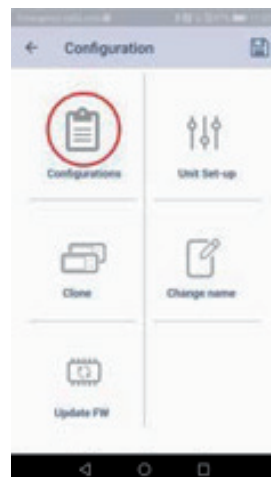 Configuration
Configurations
Unit Set-up
Clone
Change name
Update FW